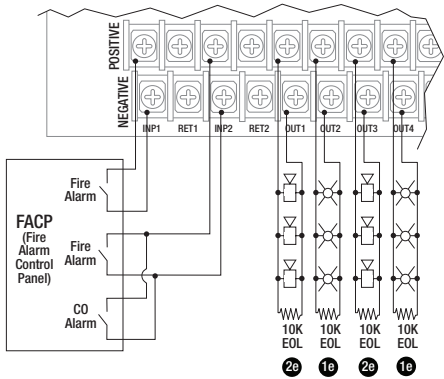 POSITIVE
NEGATIVE
INP1 RET1 INP2 RET2 OUT1 OUT2 OUT3 OUT4
FACP
(Fire
Alarm
Control
Panel)
Fire
Alarm
Fire
Alarm
CO
Alarm
10K
EOL
10K
EOL
10K
EOL
10K
EOL
2e 1e 2e 1e